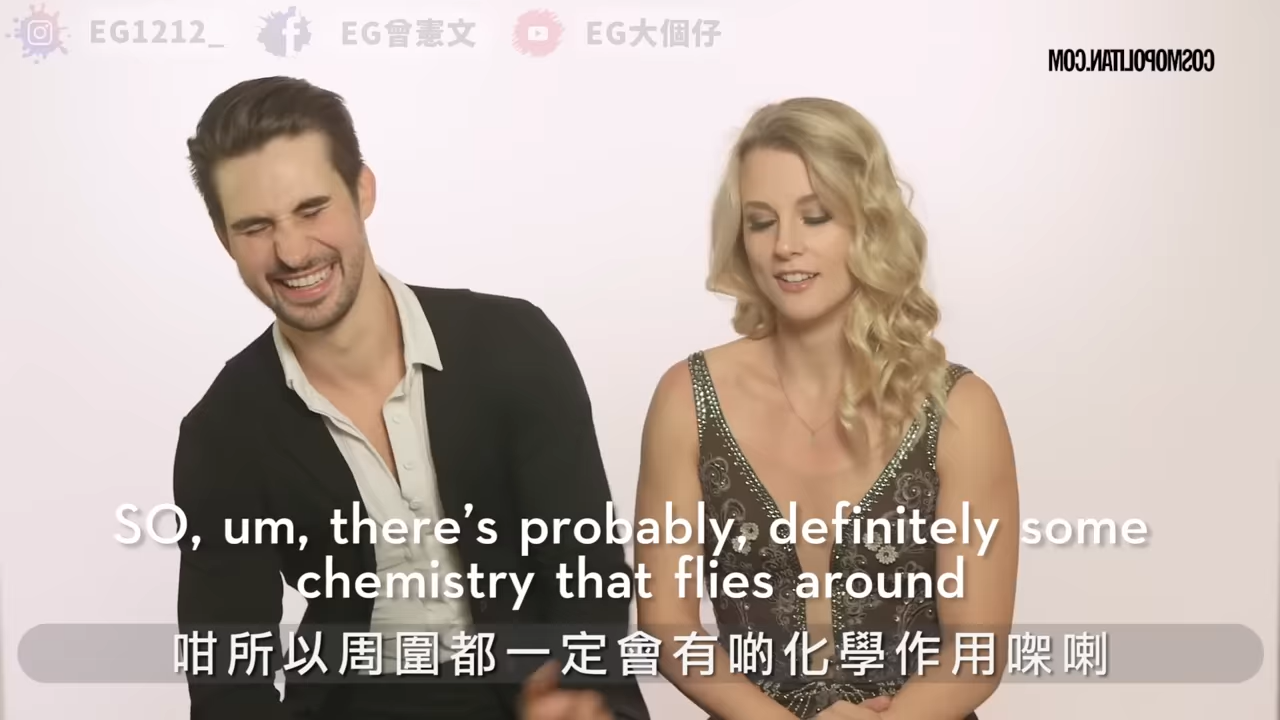 EG1212_ EG曾憲文 EG大個仔
COSMOPOLITAN.COM
SO, um, there's probably, definitely some
chemistry that flies around
咁所以周圍都一定會有啲化學作用㗎喇